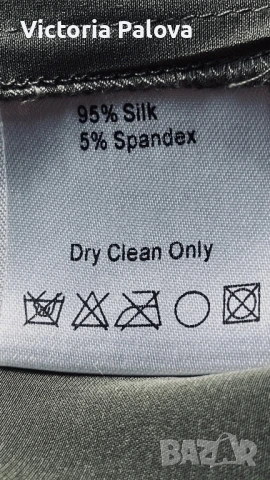 Victoria Palova
95% Silk
5% Spandex
Dry Clean Only
BAZAR